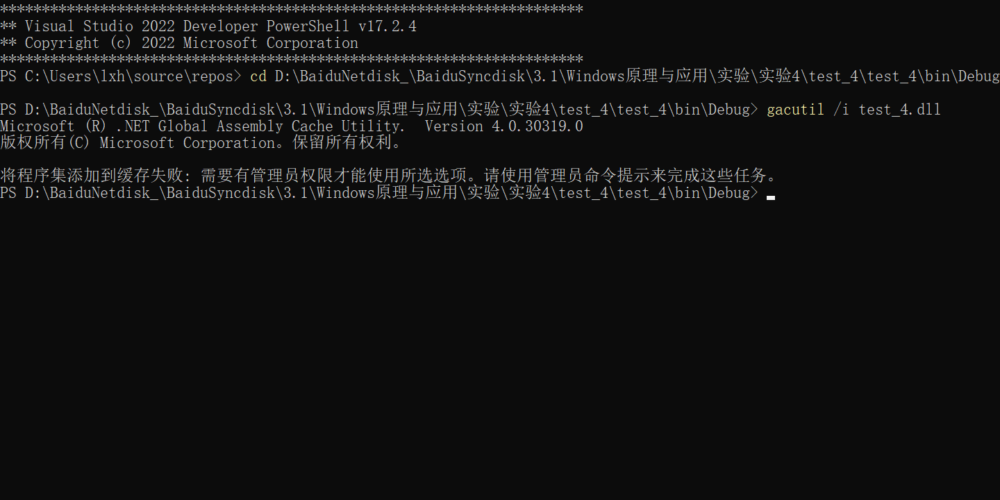 **********************************************************************
** Visual Studio 2022 Developer PowerShell v17.2.4
** Copyright (c) 2022 Microsoft Corporation
**********************************************************************
PS C:\Users\lxh\source\repos> cd D:\BaiduNetdisk_\BaiduSyncdisk\3.1\Windows原理与应用\实验\实验4\test_4\test_4\bin\Debug
PS D:\BaiduNetdisk_\BaiduSyncdisk\3.1\Windows原理与应用\实验\实验4\test_4\test_4\bin\Debug> gacutil /i test_4.dll
Microsoft (R) .NET Global Assembly Cache Utility.  Version 4.0.30319.0
版权所有(C) Microsoft Corporation。保留所有权利。
将程序集添加到缓存失败: 需要有管理员权限才能使用所选选项。请使用管理员命令提示来完成这些任务。
PS D:\BaiduNetdisk_\BaiduSyncdisk\3.1\Windows原理与应用\实验\实验4\test_4\test_4\bin\Debug>